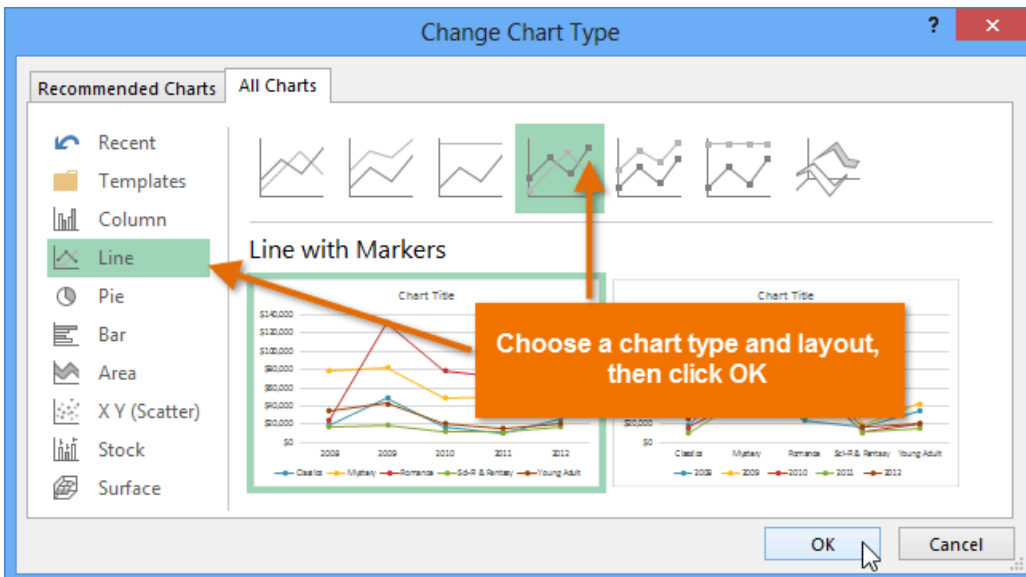 Change Chart Type
?
×
Recommended Charts
All Charts
Recent
Templates
Column
Line
Pie
Bar
Area
X Y (Scatter)
Stock
Surface
Line with Markers
Chart Title
$140,000
$120,000
$100,000
$80,000
$60,000
$40,000
$20,000
$0
2008 2009 2010 2011 2012
Classics Mystery Romance Sci-Fi & Fantasy Young Adult
Chart Title
$20,000
$0
Classics Mystery Romance Sci-Fi & Fantasy Young Adult
2008 2009 2010 2011 2012
Choose a chart type and layout,
then click OK
OK
Cancel